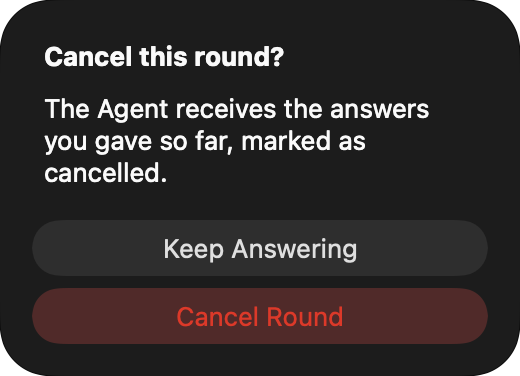 Cancel this round?
The Agent receives the answers
you gave so far, marked as
cancelled.
Keep Answering
Cancel Round